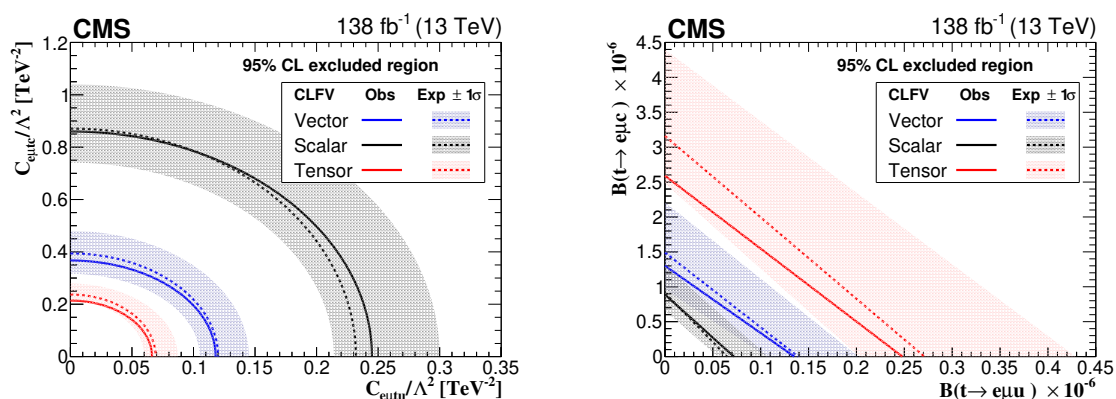 CMS 138 fb⁻¹ (13 TeV)
C_eμtc/Λ² [TeV⁻²]
1.2
1
0.8
0.6
0.4
0.2
0
95% CL excluded region
CLFV Obs Exp ± 1σ
Vector
Scalar
Tensor
0 0.05 0.1 0.15 0.2 0.25 0.3 0.35
C_eμtu/Λ² [TeV⁻²]
CMS 138 fb⁻¹ (13 TeV)
B(t→ eμc) × 10⁻⁶
4.5
4
3.5
3
2.5
2
1.5
1
0.5
0
95% CL excluded region
CLFV Obs Exp ± 1σ
Vector
Scalar
Tensor
0 0.05 0.1 0.15 0.2 0.25 0.3 0.35 0.4 0.45
B(t→ eμu) × 10⁻⁶